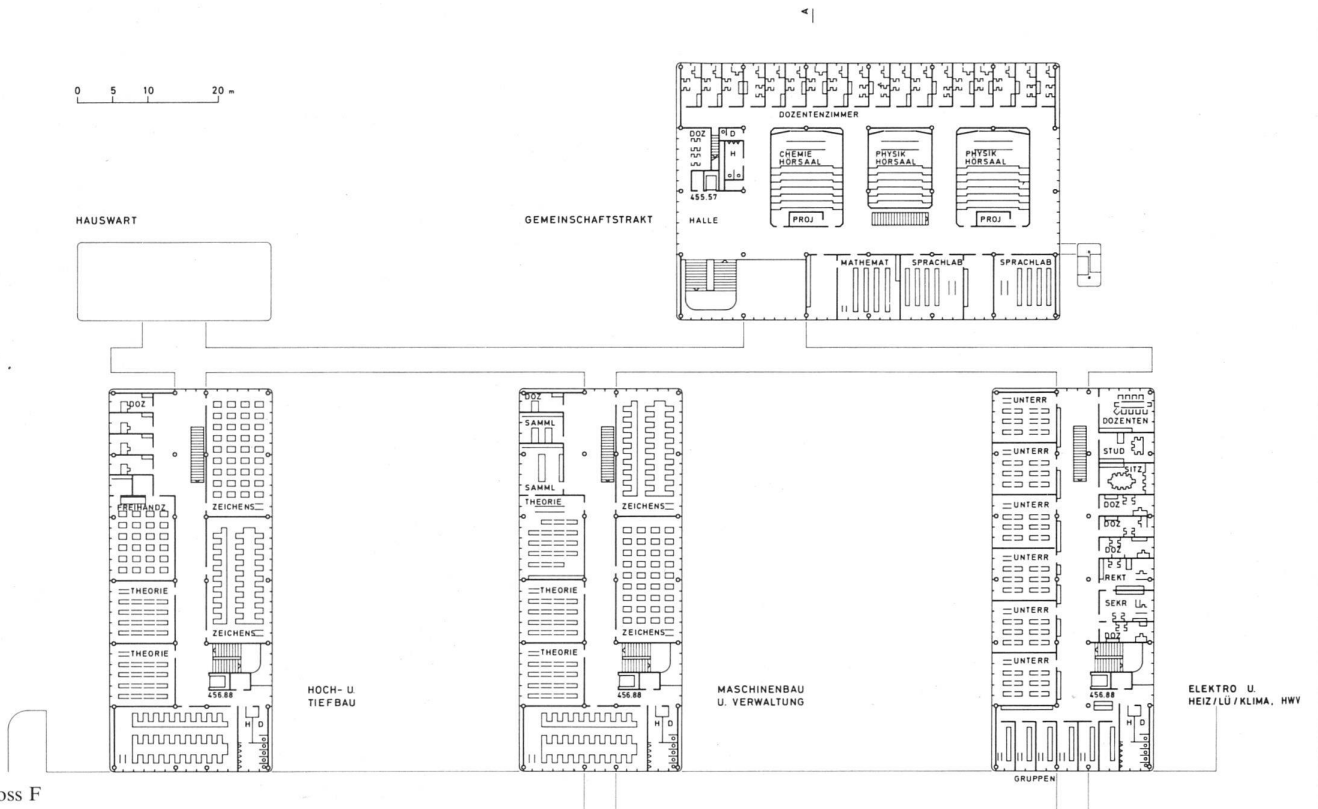 A
0 5 10 20 m
DOZENTENZIMMER
DOZ D
H
CHEMIE
HÖRSAAL
PHYSIK
HÖRSAAL
PHYSIK
HÖRSAAL
455.57
HAUSWART
GEMEINSCHAFTSTRAKT
HALLE
PROJ
PROJ
MATHEMAT SPRACHLAB SPRACHLAB
DOZ
ZEICHENS
FREIHANDZ
THEORIE
ZEICHENS
THEORIE
456.88
H D
HOCH- U.
TIEFBAU
DOZ
SAMML
SAMML
THEORIE
ZEICHENS
THEORIE
ZEICHENS
THEORIE
456.88
H D
MASCHINENBAU
U. VERWALTUNG
UNTERR
DOZENTEN
UNTERR
STUD
SITZ
UNTERR
DOZ
DOZ
DOZ
UNTERR
REKT
UNTERR
SEKR
DOZ
UNTERR
456.88
H D
GRUPPEN
ELEKTRO U.
HEIZ/LÜ/KLIMA, HWV
oss F